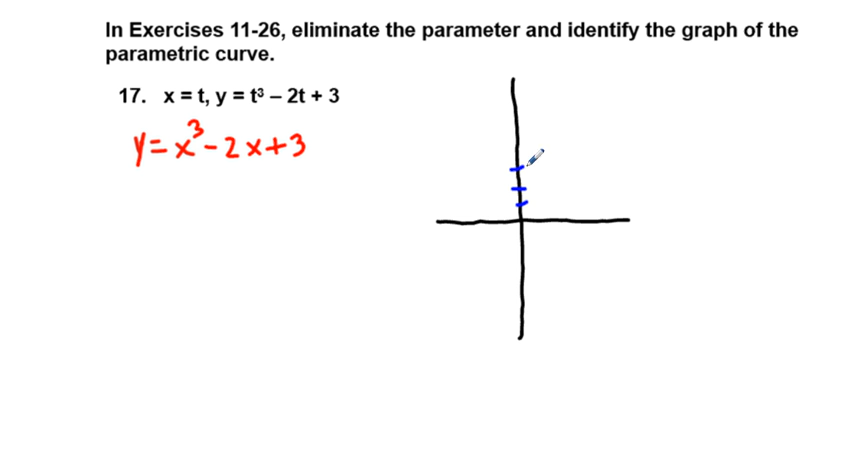 In Exercises 11-26, eliminate the parameter and identify the graph of the
parametric curve.
17. x = t, y = t³ – 2t + 3
y = x³ - 2x + 3